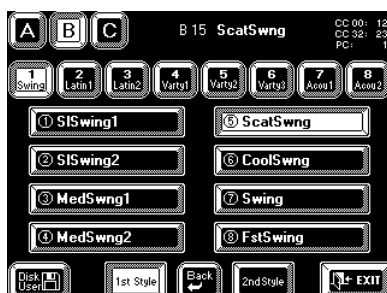 A B C B 15 ScatSwng CC 00: 12
CC 32: 23
PC: 1
1 2 3 4 5 6 7 8
Swing Latin1 Latin2 Varty1 Varty2 Varty3 Acou1 Acou2
① SlSwing1 ⑤ ScatSwng
② SlSwing2 ⑥ CoolSwng
③ MedSwng1 ⑦ Swing
④ MedSwng2 ⑧ FstSwing
Disk
User 1st Style Back 2nd Style EXIT